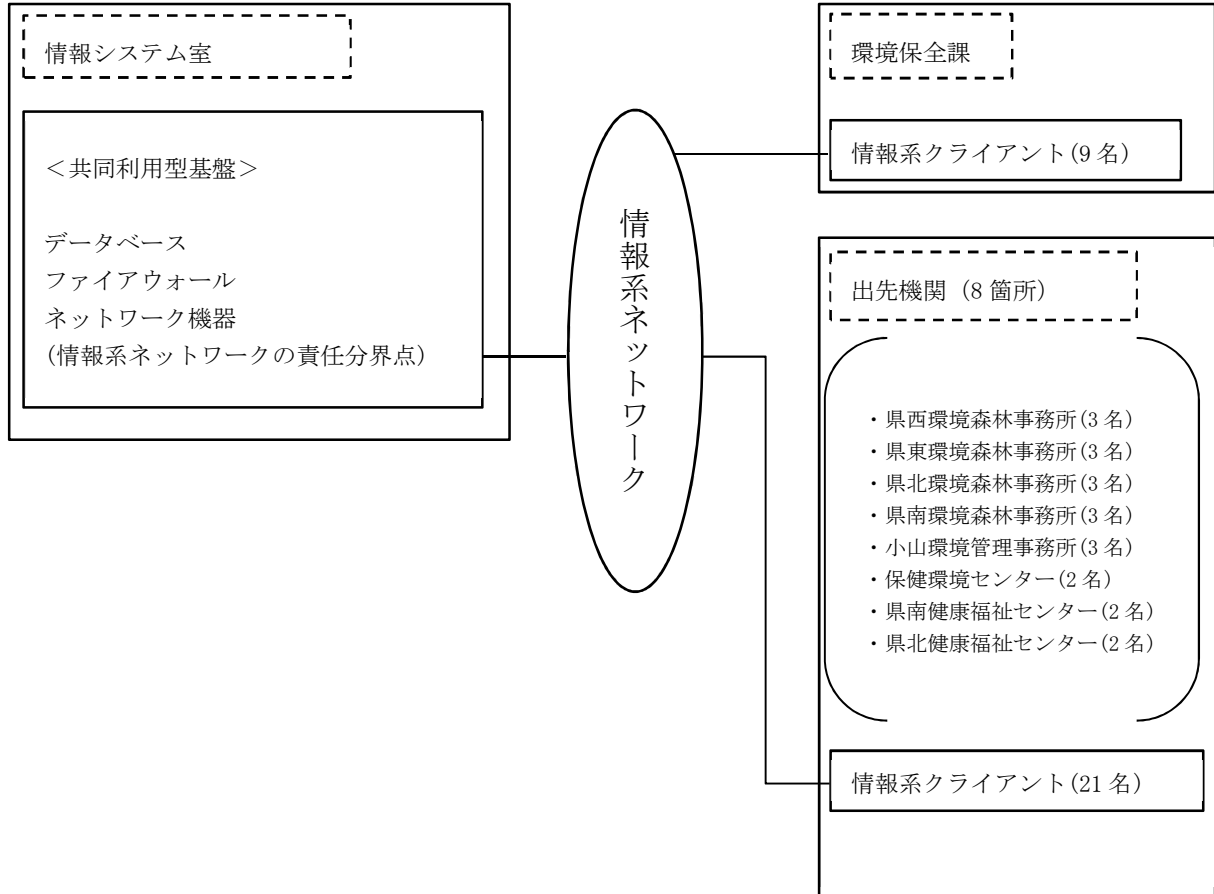 情報システム室
＜共同利用型基盤＞
データベース
ファイアウォール
ネットワーク機器
(情報系ネットワークの責任分界点)
情報系ネットワーク
環境保全課
情報系クライアント(9 名)
出先機関 (8 箇所)
・県西環境森林事務所(3 名)
・県東環境森林事務所(3 名)
・県北環境森林事務所(3 名)
・県南環境森林事務所(3 名)
・小山環境管理事務所(3 名)
・保健環境センター(2 名)
・県南健康福祉センター(2 名)
・県北健康福祉センター(2 名)
情報系クライアント(21 名)